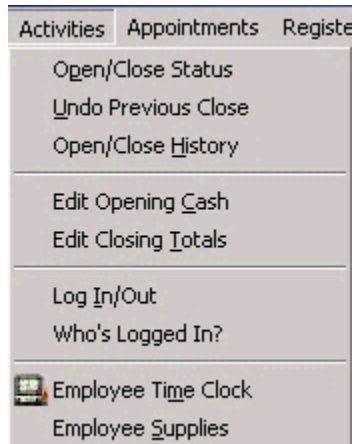 Activities Appointments Registe
Open/Close Status
Undo Previous Close
Open/Close History
Edit Opening Cash
Edit Closing Totals
Log In/Out
Who's Logged In?
Employee Time Clock
Employee Supplies